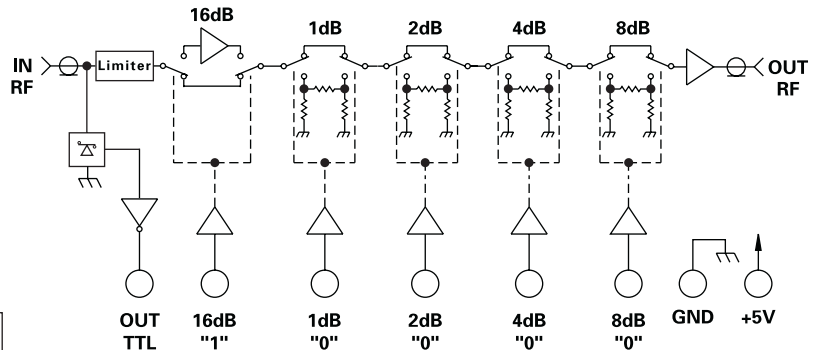 16dB 1dB 2dB 4dB 8dB
IN
RF
Limiter
OUT
RF
OUT
TTL
16dB
"1"
1dB
"0"
2dB
"0"
4dB
"0"
8dB
"0"
GND
+5V